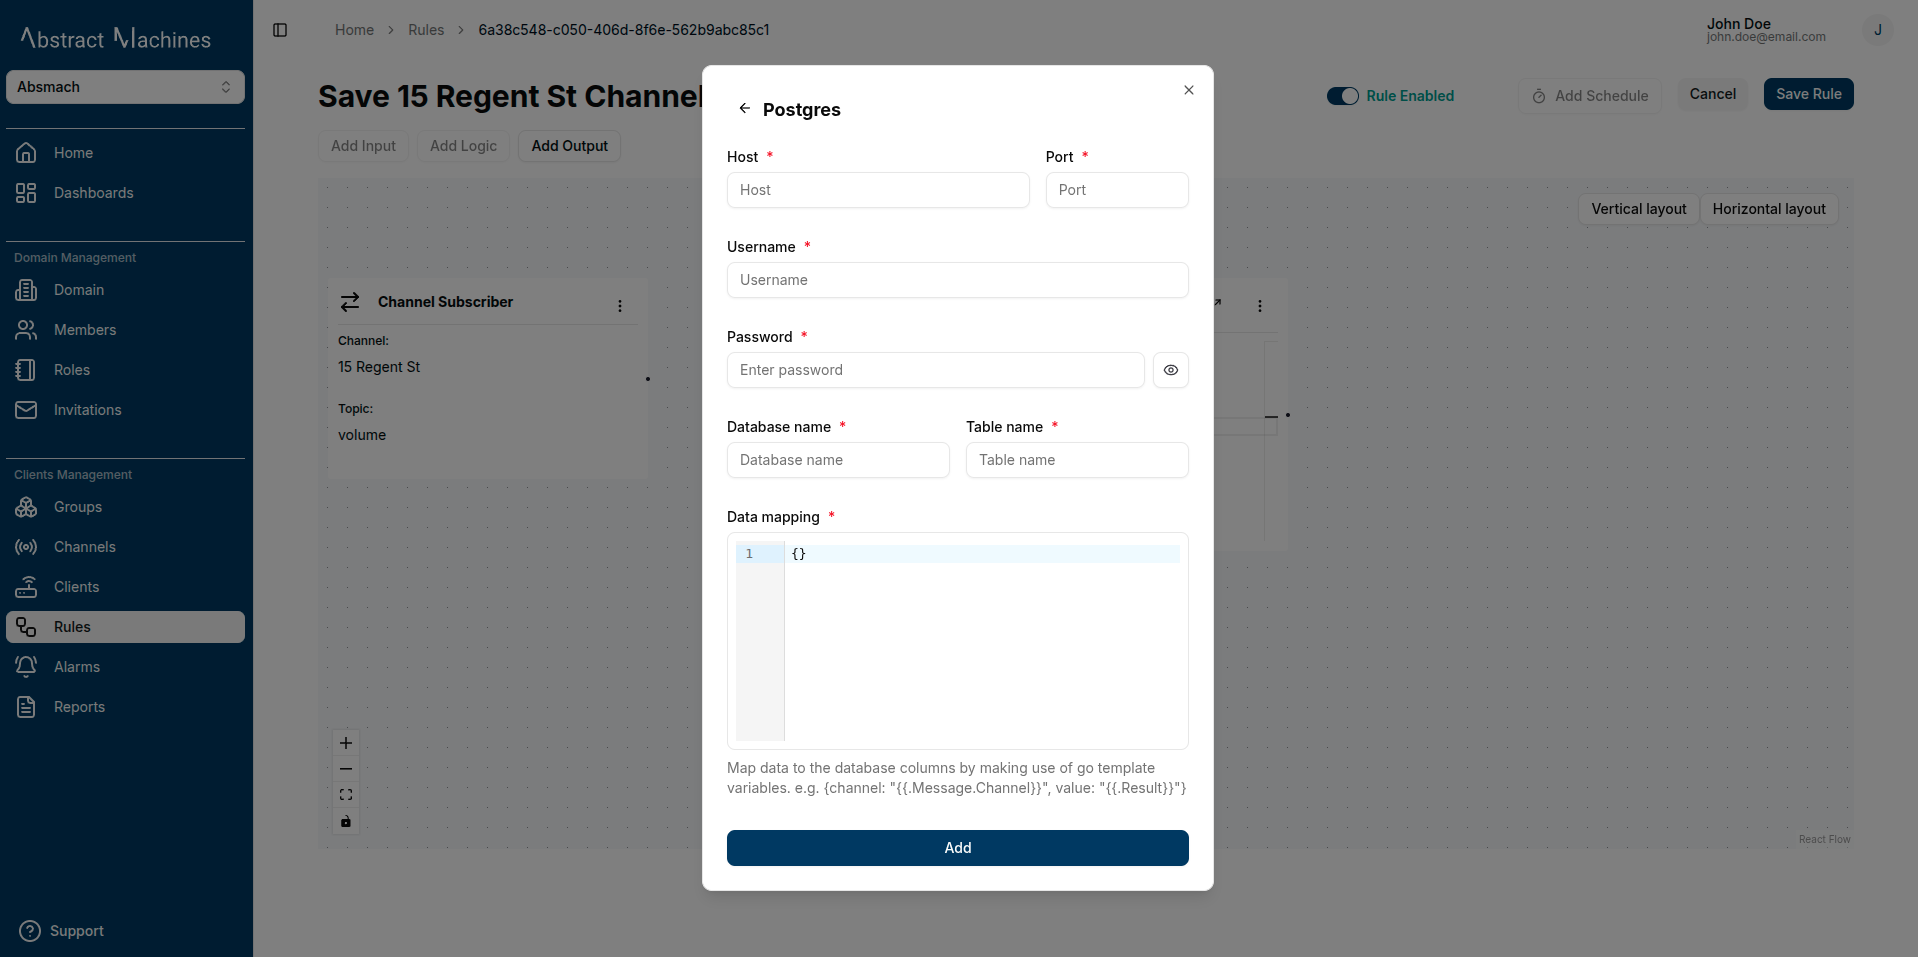 Abstract Machines
Absmach
Home
Dashboards
Domain Management
Domain
Members
Roles
Invitations
Clients Management
Groups
Channels
Clients
Rules
Alarms
Reports
Support
Home > Rules > 6a38c548-c050-406d-8f6e-562b9abc85c1
John Doe
john.doe@email.com
J
Save 15 Regent St Channel
Rule Enabled
Add Schedule
Cancel
Save Rule
Add Input
Add Logic
Add Output
Vertical layout
Horizontal layout
Channel Subscriber
Channel:
15 Regent St
Topic:
volume
React Flow
Postgres
Host *
Port *
Host
Port
Username *
Username
Password *
Enter password
Database name *
Table name *
Database name
Table name
Data mapping *
1 {}
Map data to the database columns by making use of go template
variables. e.g. {channel: "{{.Message.Channel}}", value: "{{.Result}}"}
Add